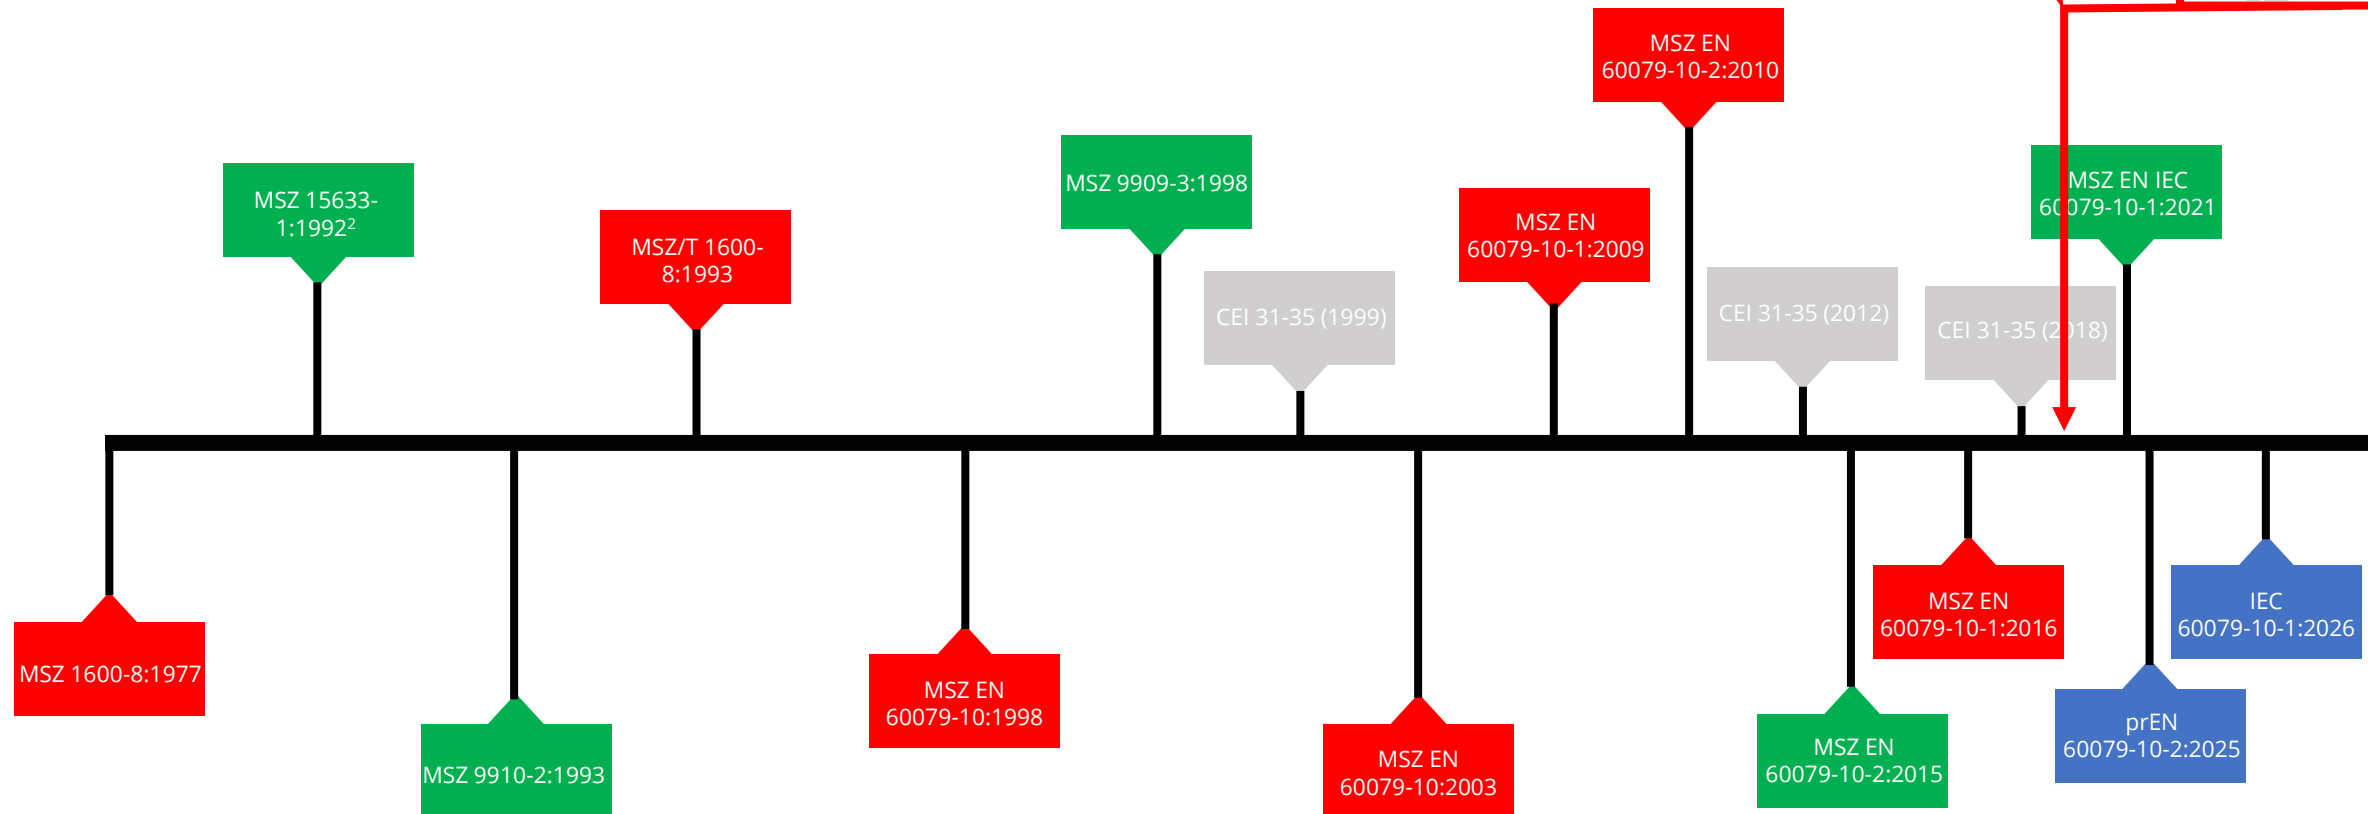 MSZ EN
60079-10-2:2010
MSZ 15633-
1:1992²
MSZ/T 1600-
8:1993
MSZ 9909-3:1998
CEI 31-35 (1999)
MSZ EN
60079-10-1:2009
CEI 31-35 (2012)
CEI 31-35 (2018)
MSZ EN IEC
60079-10-1:2021
MSZ 1600-8:1977
MSZ 9910-2:1993
MSZ EN
60079-10:1998
MSZ EN
60079-10:2003
MSZ EN
60079-10-2:2015
MSZ EN
60079-10-1:2016
prEN
60079-10-2:2025
IEC
60079-10-1:2026